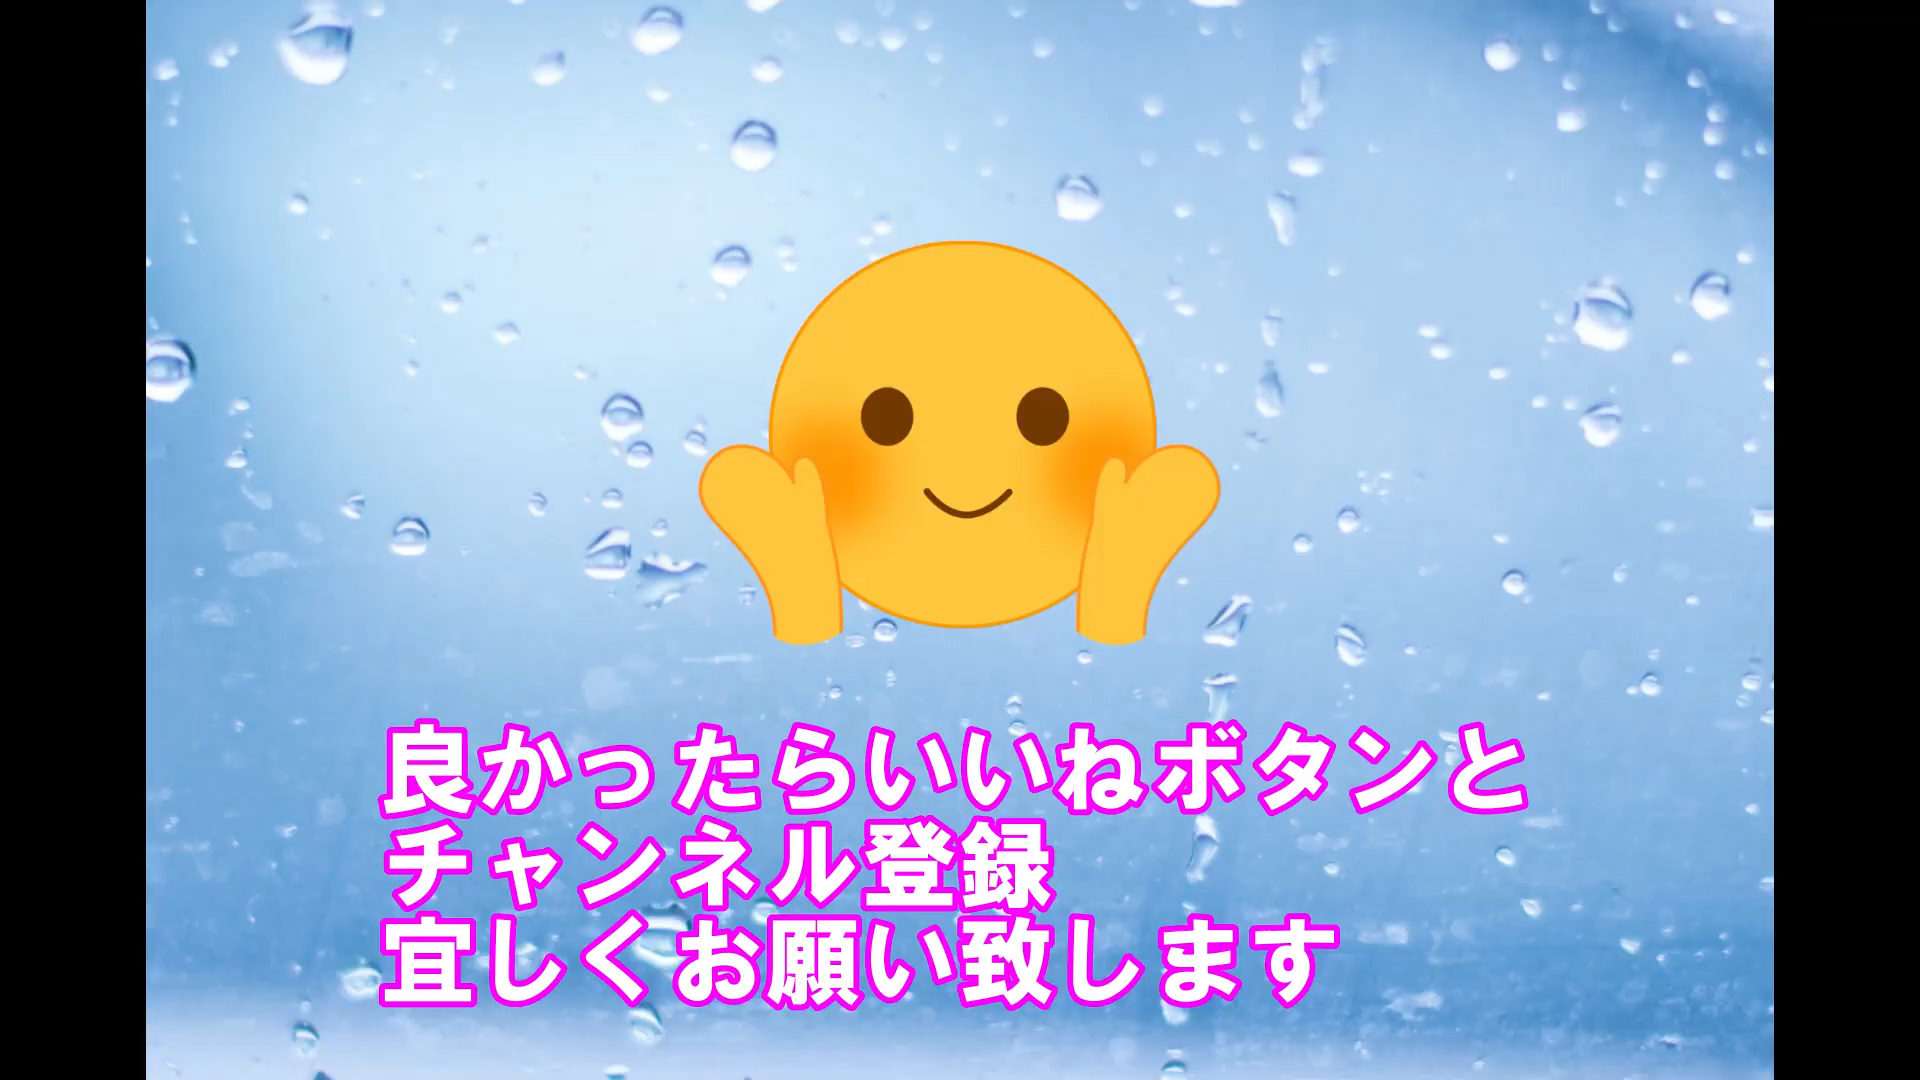 良かったらいいねボタンと
チャンネル登録
宜しくお願い致します